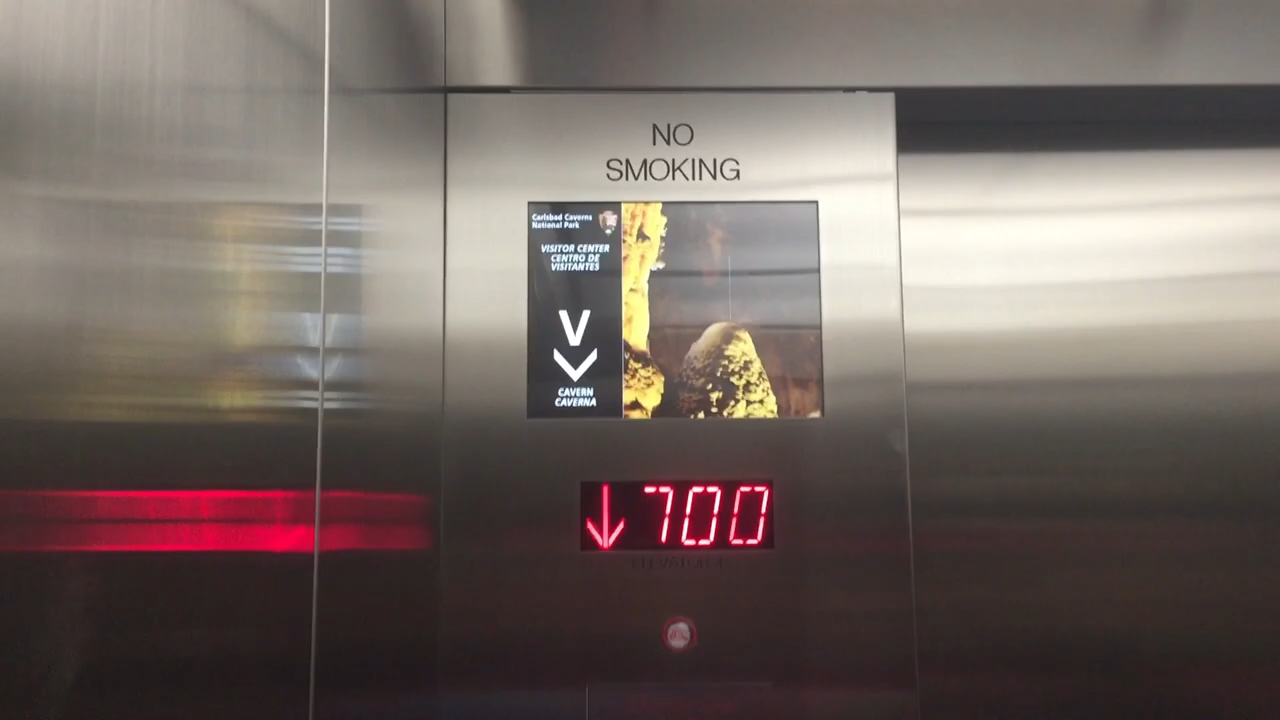 NO
SMOKING
Carlsbad Caverns
National Park
VISITOR CENTER
CENTRO DE
VISITANTES
V
CAVERN
CAVERNA
700